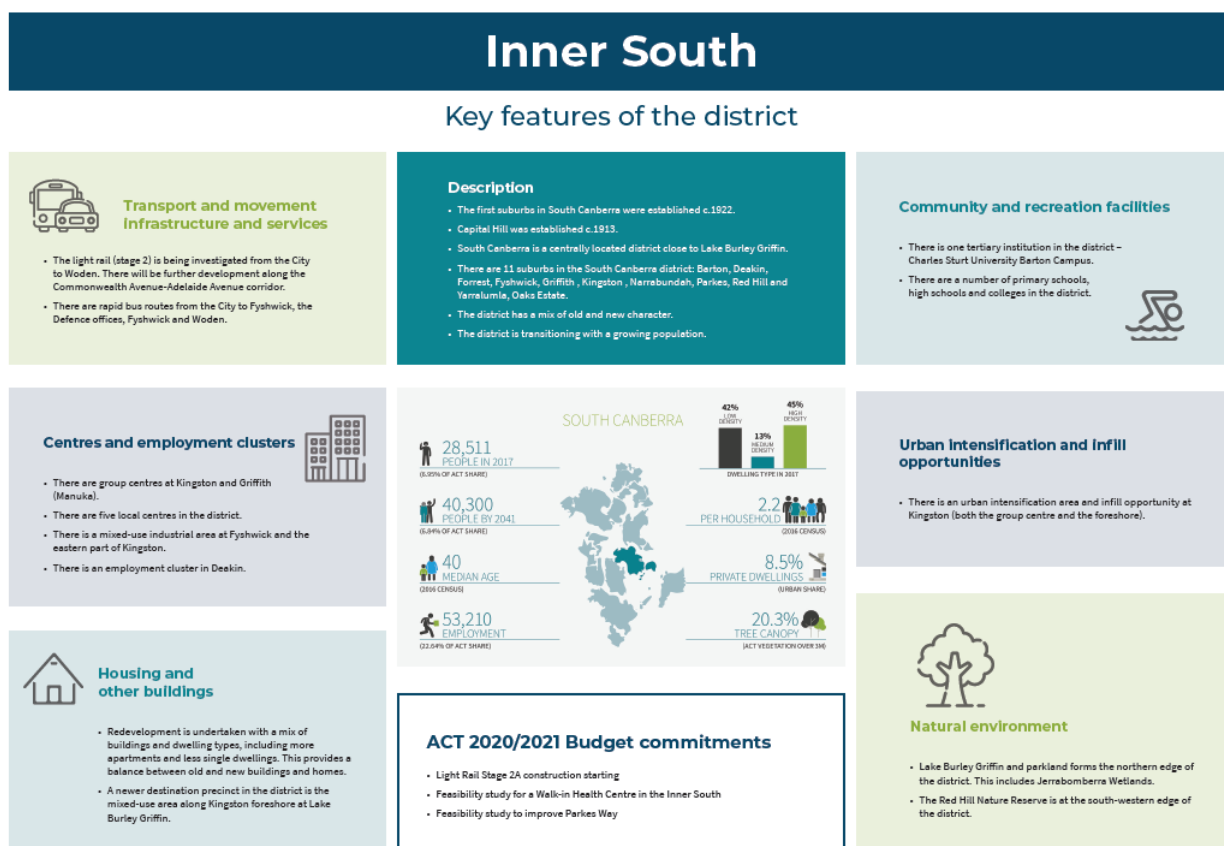 Inner South
Key features of the district
Transport and movement
infrastructure and services
• The light rail (stage 2) is being investigated from the City
to Woden. There will be further development along the
Commonwealth Avenue-Adelaide Avenue corridor.
• There are rapid bus routes from the City to Fyshwick, the
Defence offices, Fyshwick and Woden.
Description
• The first suburbs in South Canberra were established c.1922.
• Capital Hill was established c.1913.
• South Canberra is a centrally located district close to Lake Burley Griffin.
• There are 11 suburbs in the South Canberra district: Barton, Deakin,
Forrest, Fyshwick, Griffith , Kingston , Narrabundah, Parkes, Red Hill and
Yarralumla, Oaks Estate.
• The district has a mix of old and new character.
• The district is transitioning with a growing population.
Community and recreation facilities
• There is one tertiary institution in the district –
Charles Sturt University Barton Campus.
• There are a number of primary schools,
high schools and colleges in the district.
Centres and employment clusters
• There are group centres at Kingston and Griffith
(Manuka).
• There are five local centres in the district.
• There is a mixed-use industrial area at Fyshwick and the
eastern part of Kingston.
• There is an employment cluster in Deakin.
SOUTH CANBERRA
28,511
PEOPLE IN 2017
(6.95% OF ACT SHARE)
40,300
PEOPLE BY 2041
(6.84% OF ACT SHARE)
40
MEDIAN AGE
(2016 CENSUS)
53,210
EMPLOYMENT
(22.64% OF ACT SHARE)
42%
LOW
DENSITY
13%
MEDIUM
DENSITY
45%
HIGH
DENSITY
DWELLING TYPE IN 2017
2.2
PER HOUSEHOLD
(2016 CENSUS)
8.5%
PRIVATE DWELLINGS
(URBAN SHARE)
20.3%
TREE CANOPY
(ACT VEGETATION OVER 3M)
Urban intensification and infill
opportunities
• There is an urban intensification area and infill opportunity at
Kingston (both the group centre and the foreshore).
Housing and
other buildings
• Redevelopment is undertaken with a mix of
buildings and dwelling types, including more
apartments and less single dwellings. This provides a
balance between old and new buildings and homes.
• A newer destination precinct in the district is the
mixed-use area along Kingston foreshore at Lake
Burley Griffin.
ACT 2020/2021 Budget commitments
• Light Rail Stage 2A construction starting
• Feasibility study for a Walk-in Health Centre in the Inner South
• Feasibility study to improve Parkes Way
Natural environment
• Lake Burley Griffin and parkland forms the northern edge of
the district. This includes Jerrabomberra Wetlands.
• The Red Hill Nature Reserve is at the south-western edge of
the district.